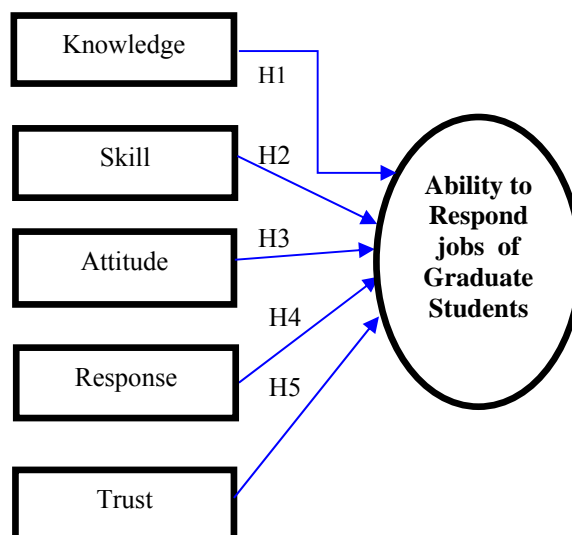 Knowledge
H1
Skill
H2
Attitude
H3
Response
H4
Trust
H5
Ability to
Respond
jobs of
Graduate
Students